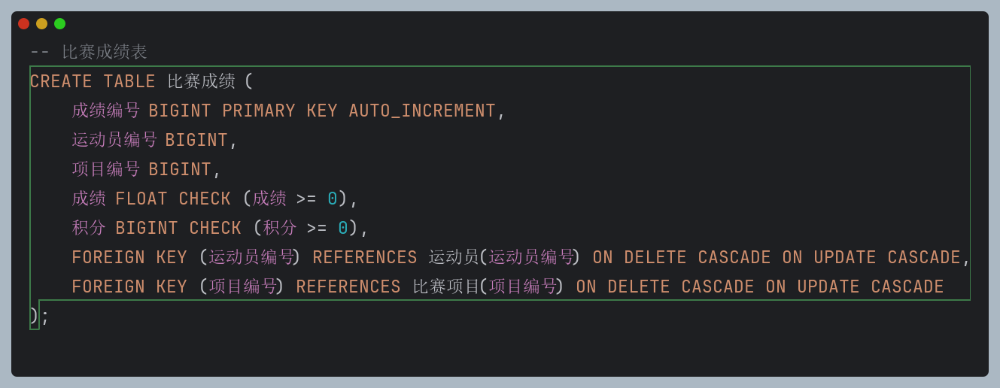 -- 比赛成绩表
CREATE TABLE 比赛成绩 (
    成绩编号 BIGINT PRIMARY KEY AUTO_INCREMENT,
    运动员编号 BIGINT,
    项目编号 BIGINT,
    成绩 FLOAT CHECK (成绩 >= 0),
    积分 BIGINT CHECK (积分 >= 0),
    FOREIGN KEY (运动员编号) REFERENCES 运动员(运动员编号) ON DELETE CASCADE ON UPDATE CASCADE,
    FOREIGN KEY (项目编号) REFERENCES 比赛项目(项目编号) ON DELETE CASCADE ON UPDATE CASCADE
);